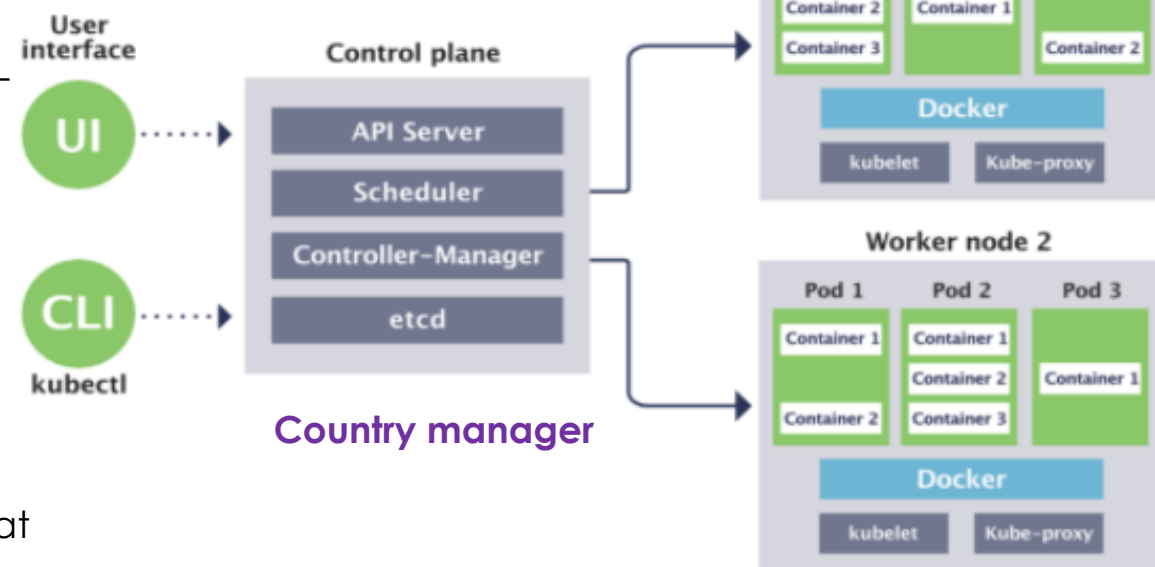 User
interface
UI
CLI
kubectl
Control plane
API Server
Scheduler
Controller-Manager
etcd
Country manager
at
Container 2
Container 3
Container 1
Container 2
Docker
kubelet
Kube-proxy
Worker node 2
Pod 1
Pod 2
Pod 3
Container 1
Container 2
Container 1
Container 2
Container 3
Container 1
Docker
kubelet
Kube-proxy